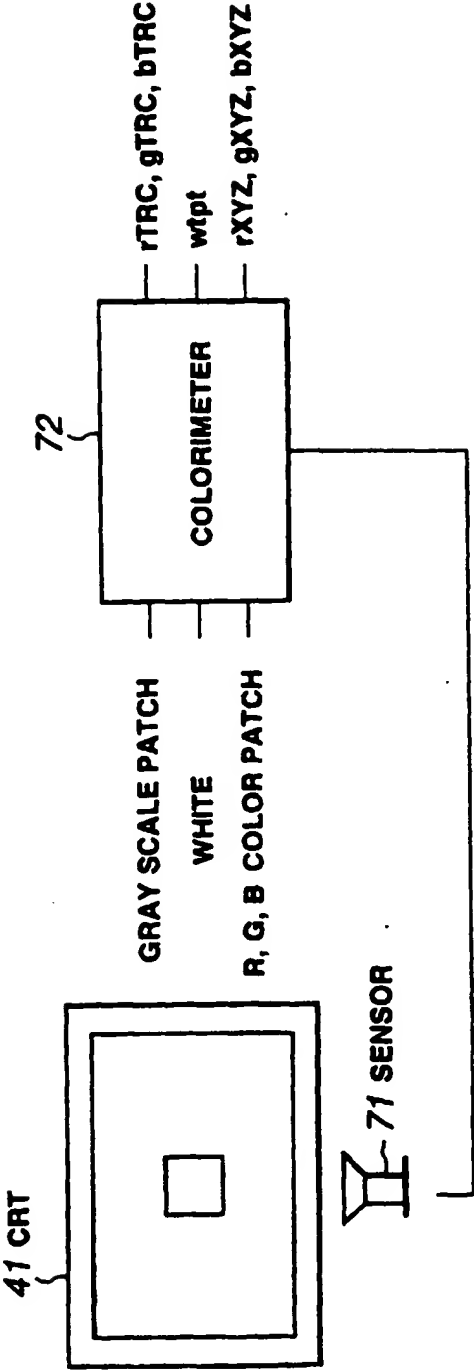 41 CRT
71 SENSOR
GRAY SCALE PATCH
WHITE
R, G, B COLOR PATCH
72
COLORIMETER
rTRC, gTRC, bTRC
wtpt
rXYZ, gXYZ, bXYZ